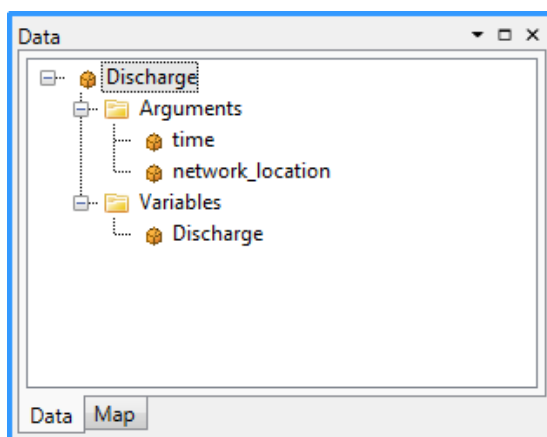 Data
Discharge
Arguments
time
network_location
Variables
Discharge
Data Map